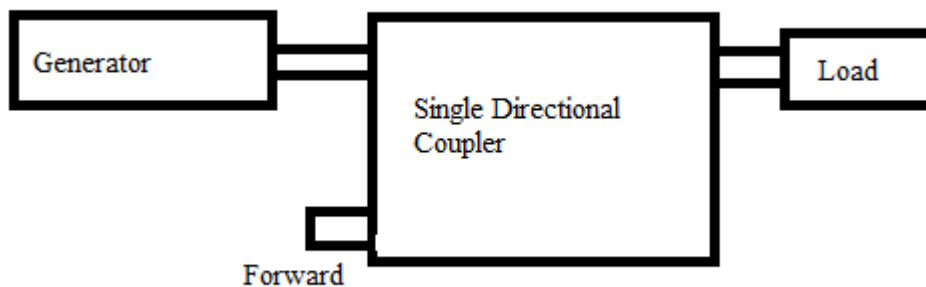 Generator
Single Directional
Coupler
Load
Forward